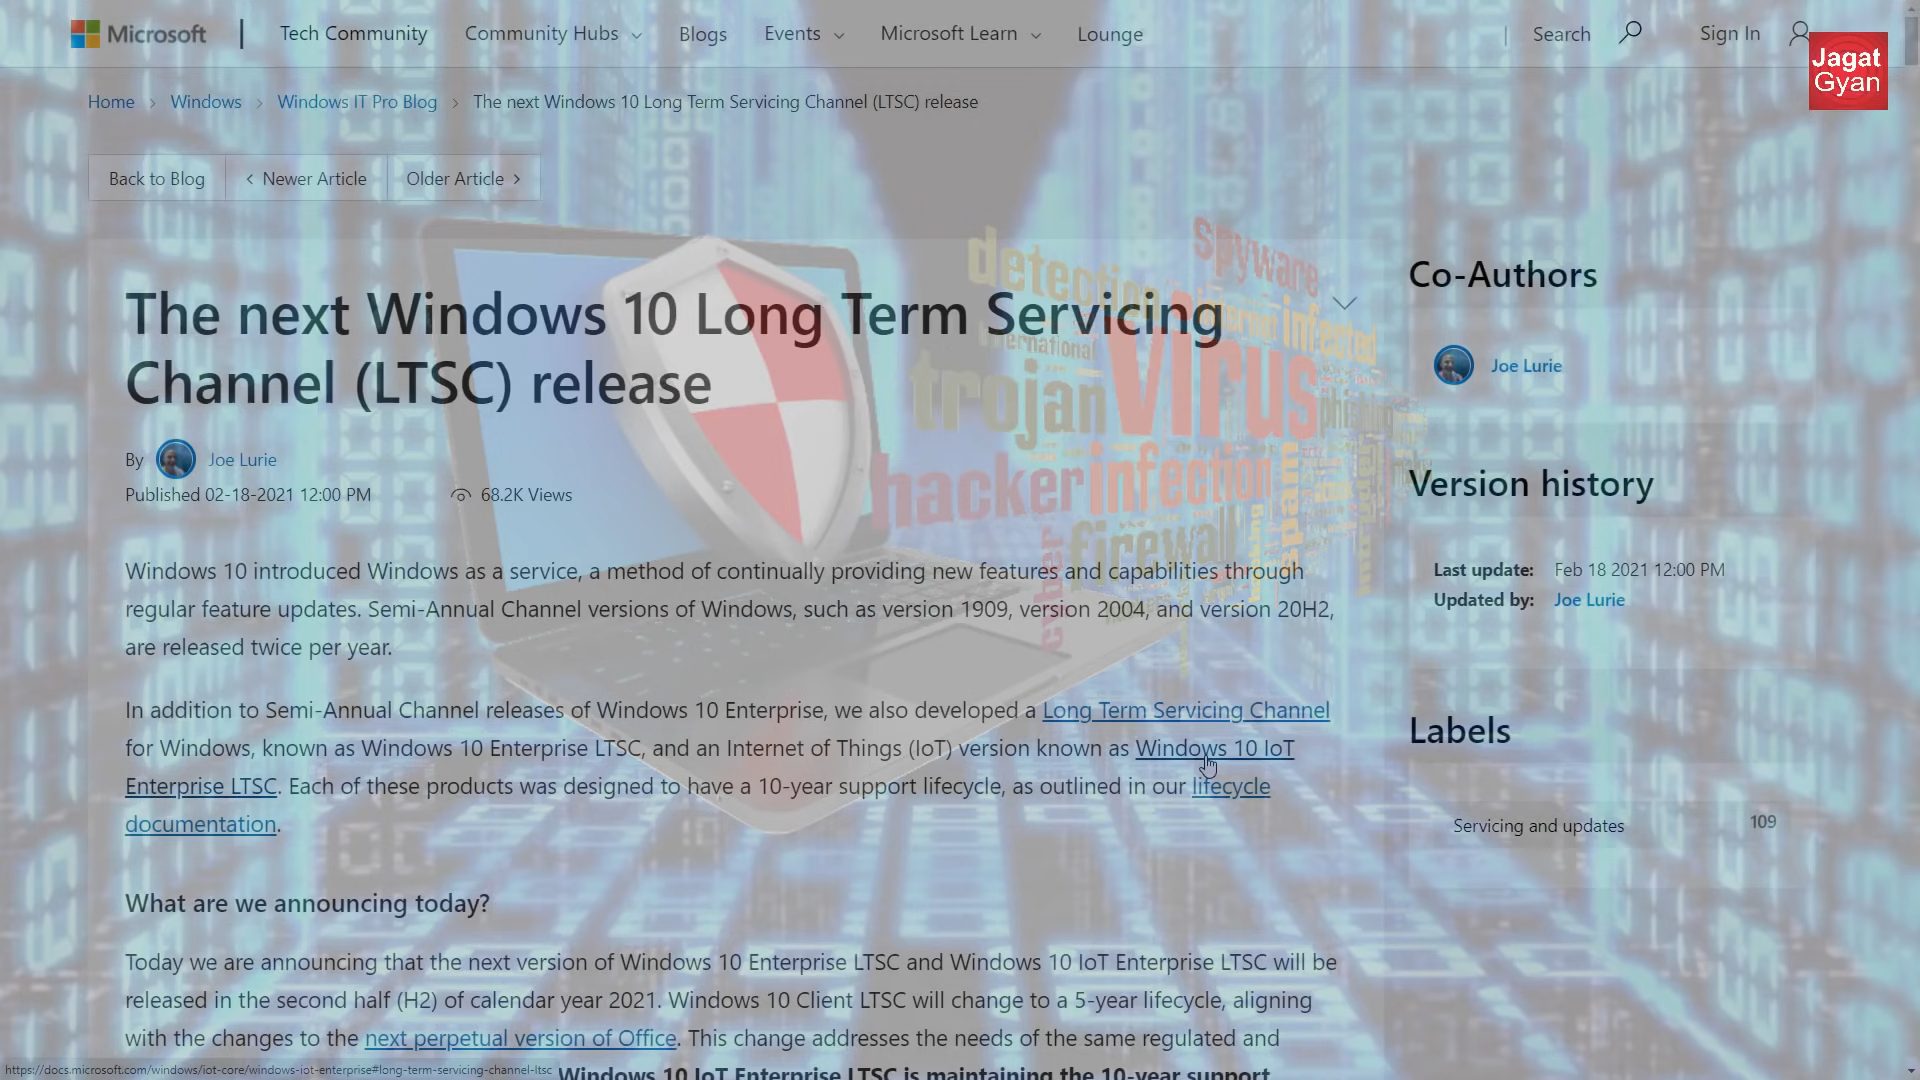 Microsoft | Tech Community Community Hubs Blogs Events Microsoft Learn Lounge | Search Sign In
Jagat
Gyan
Home > Windows > Windows IT Pro Blog > The next Windows 10 Long Term Servicing Channel (LTSC) release
Back to Blog < Newer Article Older Article >
The next Windows 10 Long Term Servicing
Channel (LTSC) release
By Joe Lurie
Published 02-18-2021 12:00 PM 68.2K Views
Windows 10 introduced Windows as a service, a method of continually providing new features and capabilities through
regular feature updates. Semi-Annual Channel versions of Windows, such as version 1909, version 2004, and version 20H2,
are released twice per year.
In addition to Semi-Annual Channel releases of Windows 10 Enterprise, we also developed a Long Term Servicing Channel
for Windows, known as Windows 10 Enterprise LTSC, and an Internet of Things (IoT) version known as Windows 10 IoT
Enterprise LTSC. Each of these products was designed to have a 10-year support lifecycle, as outlined in our lifecycle
documentation.
What are we announcing today?
Today we are announcing that the next version of Windows 10 Enterprise LTSC and Windows 10 IoT Enterprise LTSC will be
released in the second half (H2) of calendar year 2021. Windows 10 Client LTSC will change to a 5-year lifecycle, aligning
with the changes to the next perpetual version of Office. This change addresses the needs of the same regulated and
Windows 10 IoT Enterprise LTSC is maintaining the 10-year support
https://docs.microsoft.com/windows/iot-core/windows-iot-enterprise#long-term-servicing-channel-ltsc
Co-Authors
Joe Lurie
Version history
Last update: Feb 18 2021 12:00 PM
Updated by: Joe Lurie
Labels
Servicing and updates 109
spyware
detection
internet infected
international
trojan
virus
phishing
hacker
infection
spam
firewall
cyber